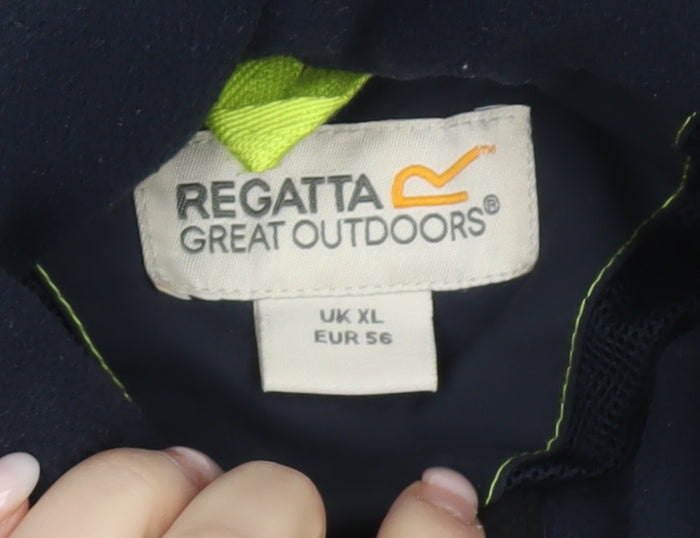 REGATTA
GREAT OUTDOORS®
UK XL
EUR 56